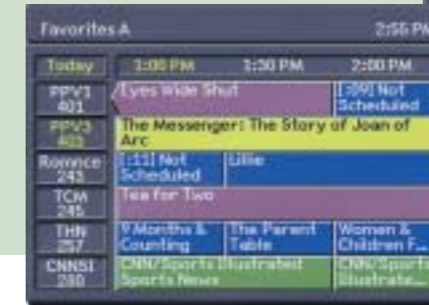 Favorites A 2:55 PM
Today 1:00 PM 1:30 PM 2:00 PM
PPV1 Eyes Wide Shut [:09] Not
401 Scheduled
PPV3 The Messenger: The Story of Joan of
403 Arc
Romnce [:11] Not Lillie
243 Scheduled
TCM Tea for Two
245
THN 9 Months & The Parent Women &
257 Counting Table Children F...
CNNSI CNN/Sports Illustrated CNN/Sports
280 Sports News Illustrate...